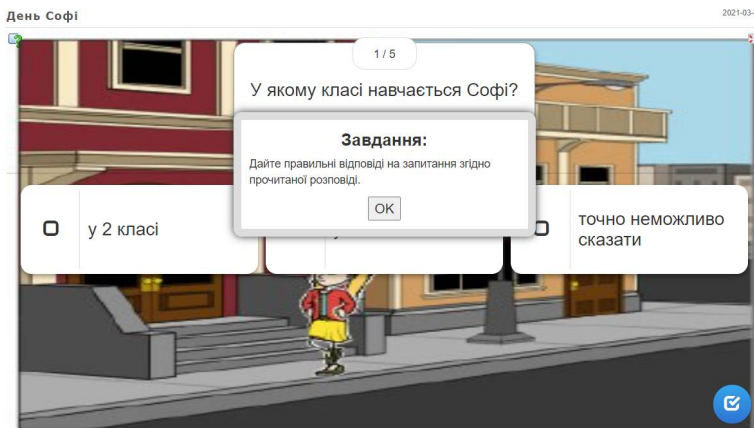 День Софі
2021-03-
1 / 5
У якому класі навчається Софі?
Завдання:
Дайте правильні відповіді на запитання згідно
прочитаної розповіді.
OK
у 2 класі
точно неможливо
сказати